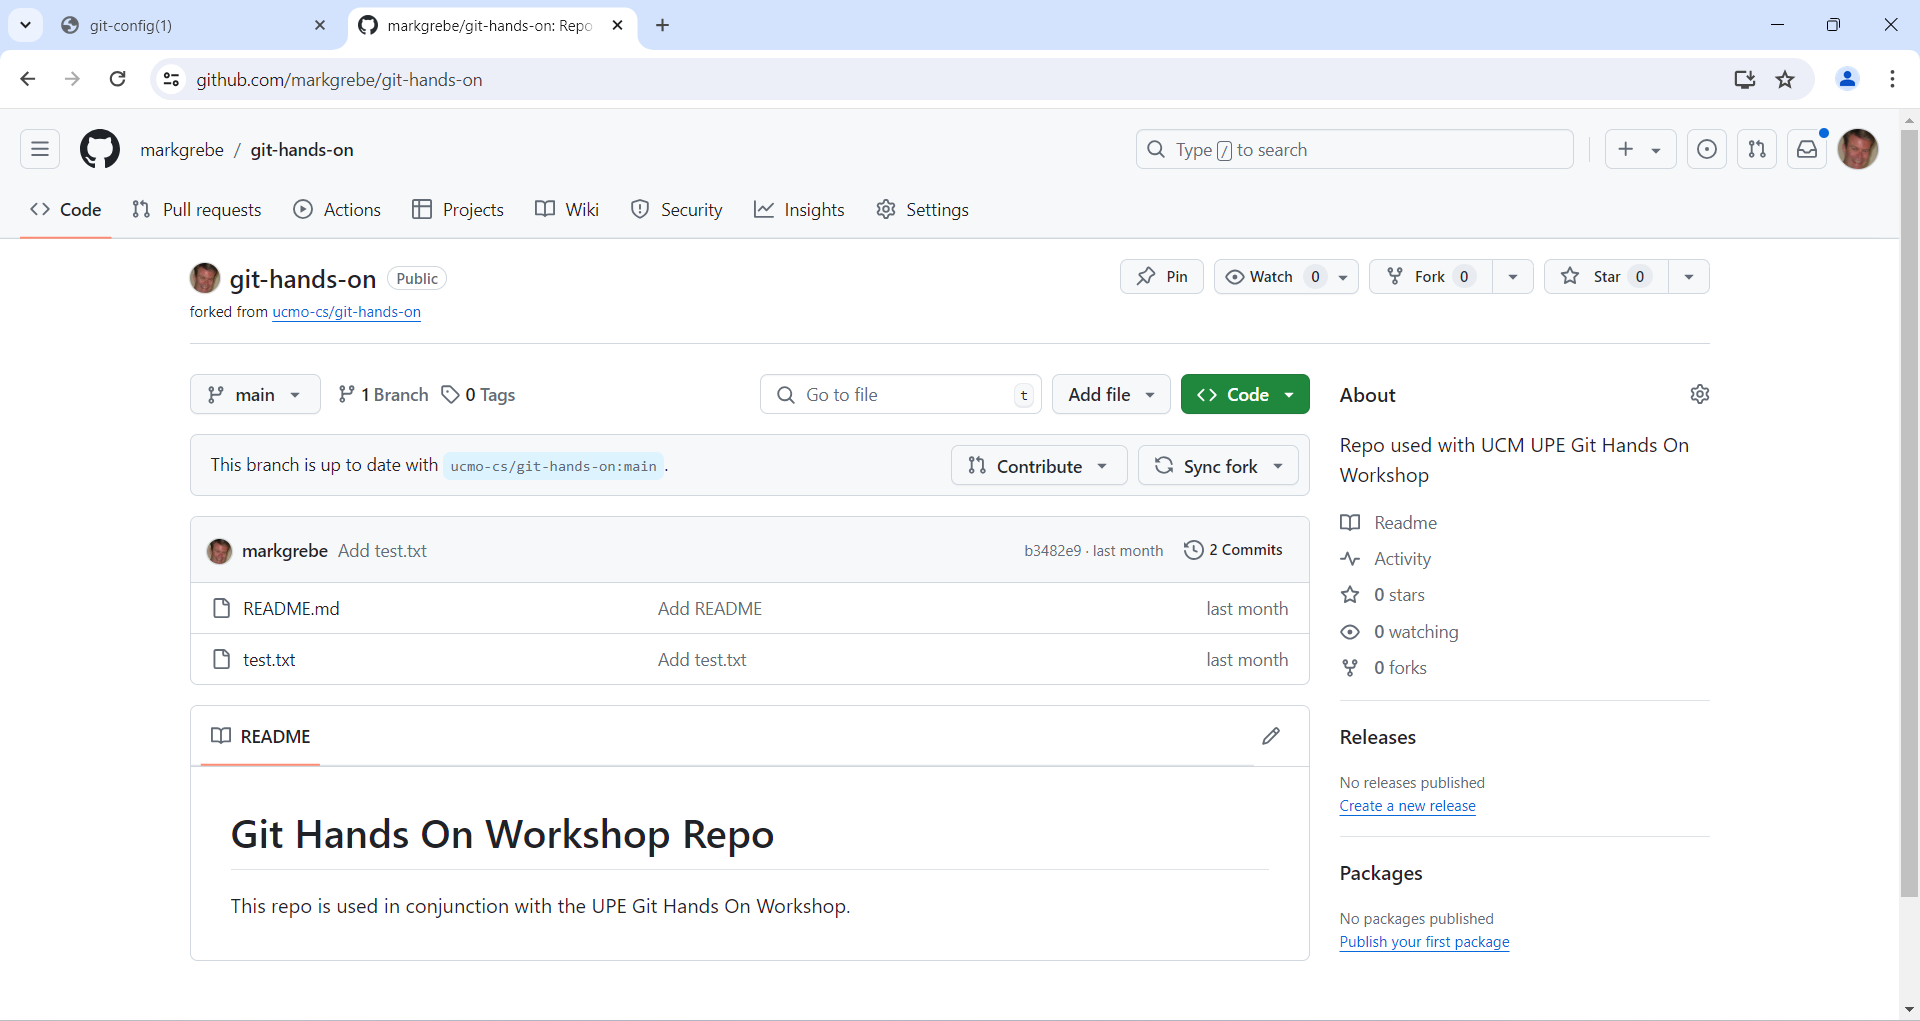 git-config(1)
markgrebe/git-hands-on: Repo
github.com/markgrebe/git-hands-on
markgrebe / git-hands-on
Type / to search
Code Pull requests Actions Projects Wiki Security Insights Settings
git-hands-on Public
Pin Watch 0 Fork 0 Star 0
forked from ucmo-cs/git-hands-on
main 1 Branch 0 Tags Go to file t Add file <> Code
This branch is up to date with ucmo-cs/git-hands-on:main .
Contribute Sync fork
markgrebe Add test.txt b3482e9 · last month 2 Commits
README.md Add README last month
test.txt Add test.txt last month
README
Git Hands On Workshop Repo
This repo is used in conjunction with the UPE Git Hands On Workshop.
About
Repo used with UCM UPE Git Hands On
Workshop
Readme
Activity
0 stars
0 watching
0 forks
Releases
No releases published
Create a new release
Packages
No packages published
Publish your first package